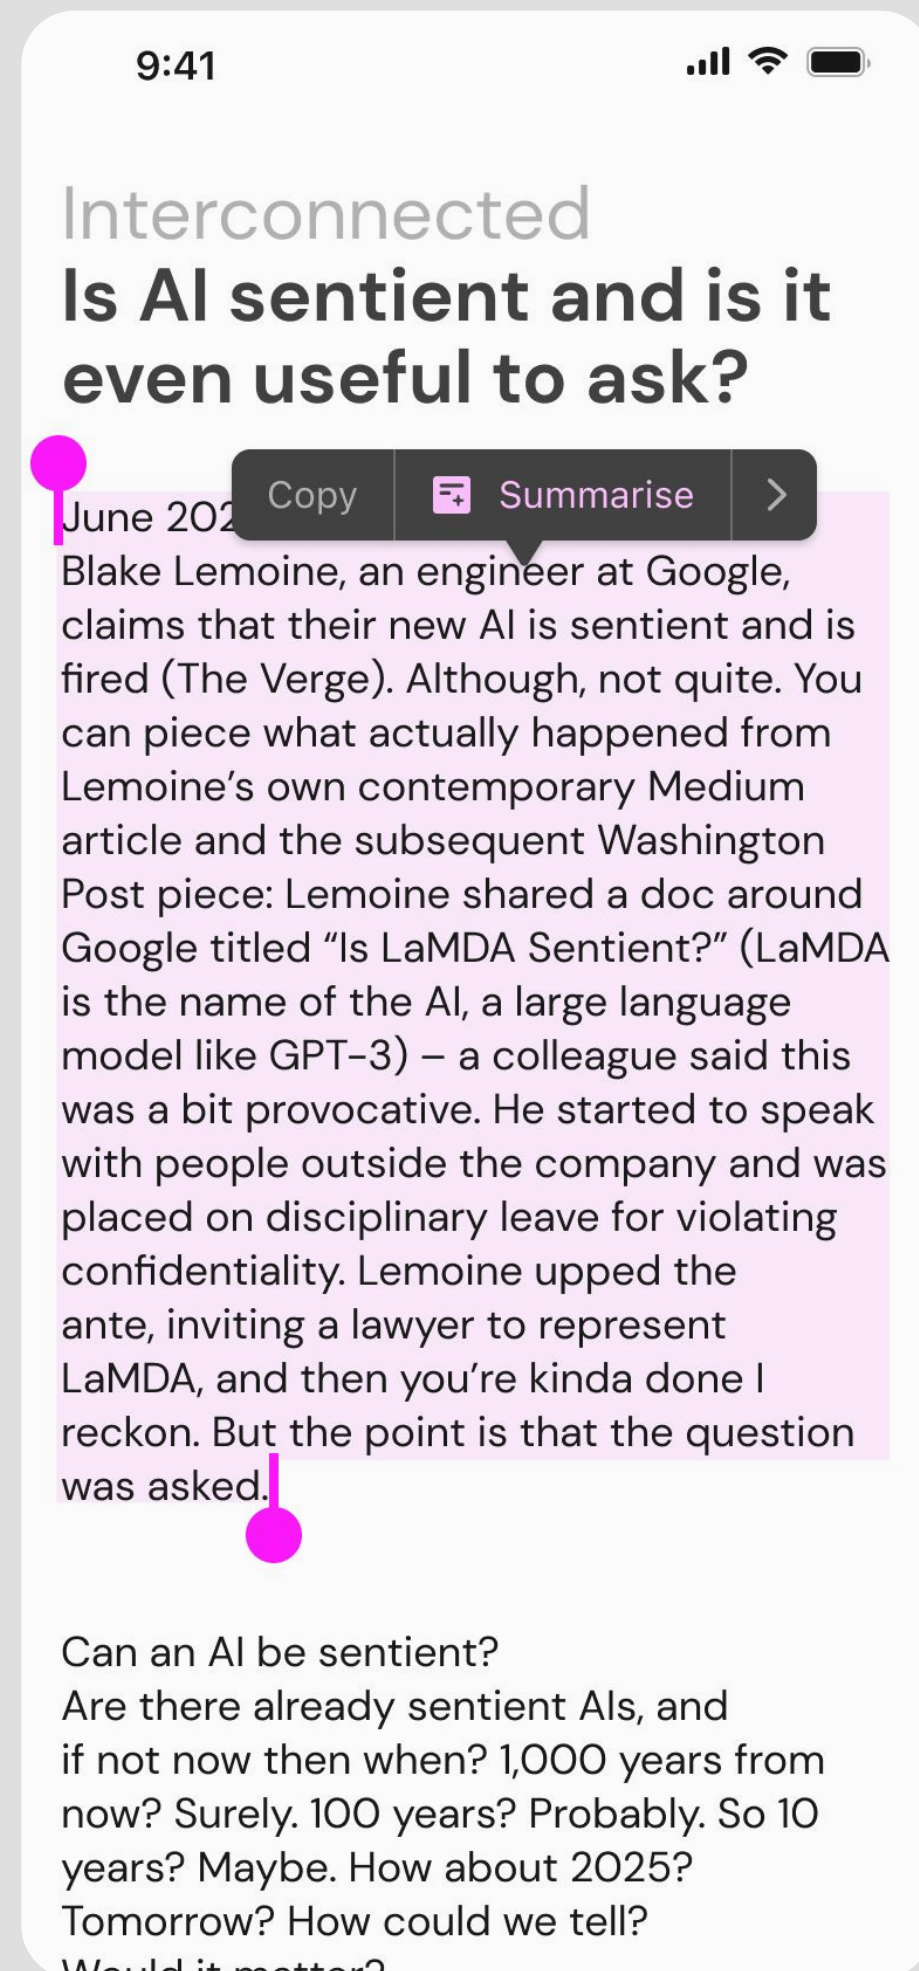 9:41
Interconnected
Is AI sentient and is it
even useful to ask?
Copy
Summarise
June
Blake Lemoine, an engineer at Google,
claims that their new AI is sentient and is
fired (The Verge). Although, not quite. You
can piece what actually happened from
Lemoine’s own contemporary Medium
article and the subsequent Washington
Post piece: Lemoine shared a doc around
Google titled “Is LaMDA Sentient?” (LaMDA
is the name of the AI, a large language
model like GPT-3) – a colleague said this
was a bit provocative. He started to speak
with people outside the company and was
placed on disciplinary leave for violating
confidentiality. Lemoine upped the
ante, inviting a lawyer to represent
LaMDA, and then you’re kinda done I
reckon. But the point is that the question
was asked.
Can an AI be sentient?
Are there already sentient AIs, and
if not now then when? 1,000 years from
now? Surely. 100 years? Probably. So 10
years? Maybe. How about 2025?
Tomorrow? How could we tell?
Would it matter?